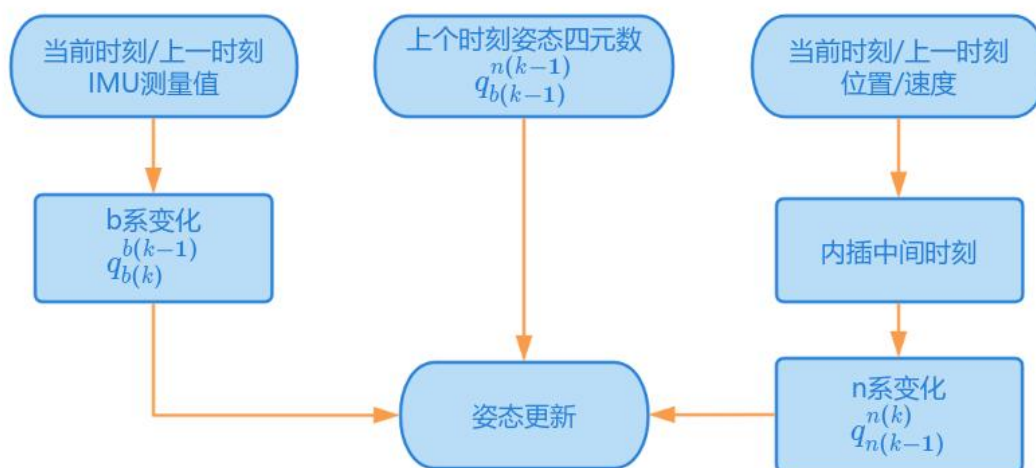 当前时刻/上一时刻
IMU测量值
上个时刻姿态四元数
q_{b(k-1)}^{n(k-1)}
当前时刻/上一时刻
位置/速度
b系变化
q_{b(k)}^{b(k-1)}
内插中间时刻
姿态更新
n系变化
q_{n(k-1)}^{n(k)}